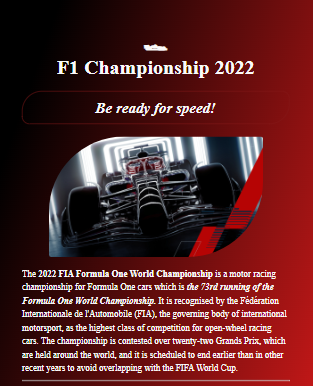 F1 Championship 2022
Be ready for speed!
The 2022 FIA Formula One World Championship is a motor racing
championship for Formula One cars which is the 73rd running of the
Formula One World Championship. It is recognised by the Fédération
Internationale de l'Automobile (FIA), the governing body of international
motorsport, as the highest class of competition for open-wheel racing
cars. The championship is contested over twenty-two Grands Prix, which
are held around the world, and it is scheduled to end earlier than in other
recent years to avoid overlapping with the FIFA World Cup.